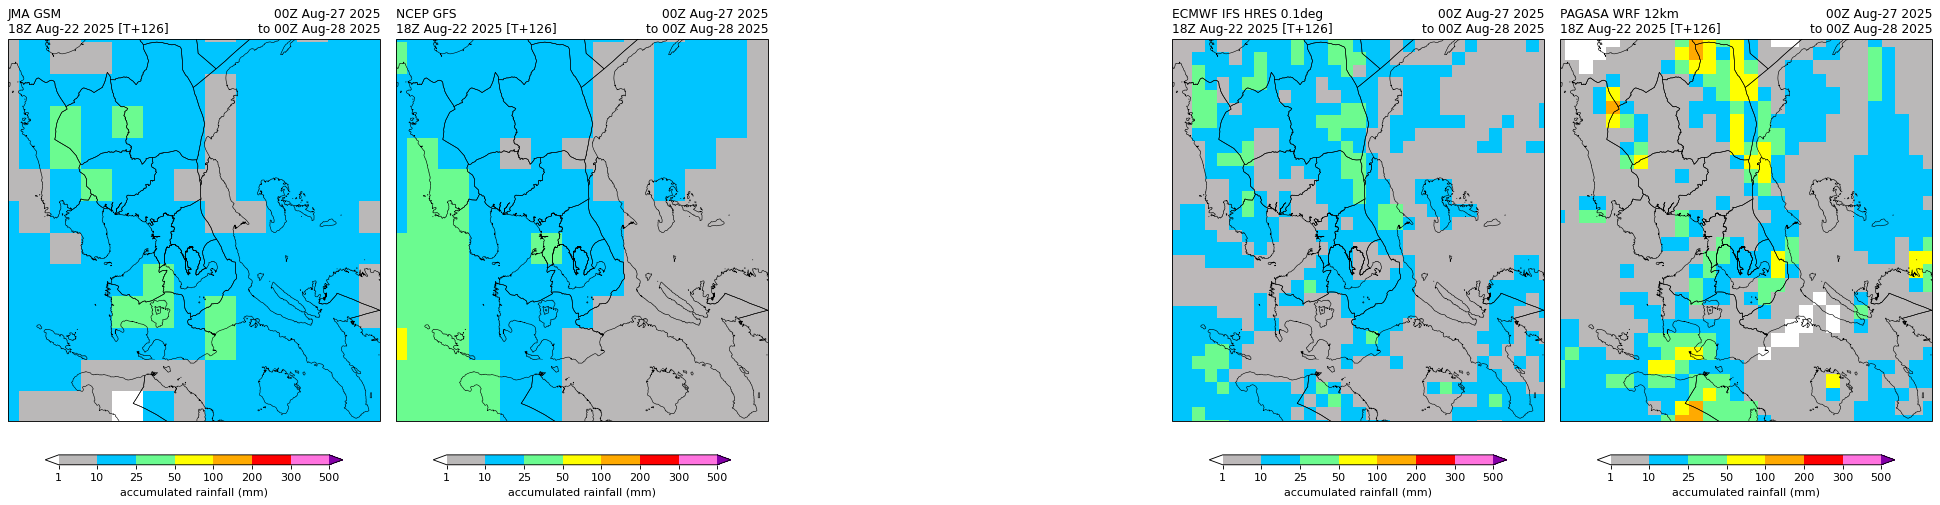 JMA GSM 00Z Aug-27 2025
18Z Aug-22 2025 [T+126] to 00Z Aug-28 2025
1 10 25 50 100 200 300 500
accumulated rainfall (mm)
NCEP GFS 00Z Aug-27 2025
18Z Aug-22 2025 [T+126] to 00Z Aug-28 2025
1 10 25 50 100 200 300 500
accumulated rainfall (mm)
ECMWF IFS HRES 0.1deg 00Z Aug-27 2025
18Z Aug-22 2025 [T+126] to 00Z Aug-28 2025
1 10 25 50 100 200 300 500
accumulated rainfall (mm)
PAGASA WRF 12km 00Z Aug-27 2025
18Z Aug-22 2025 [T+126] to 00Z Aug-28 2025
1 10 25 50 100 200 300 500
accumulated rainfall (mm)